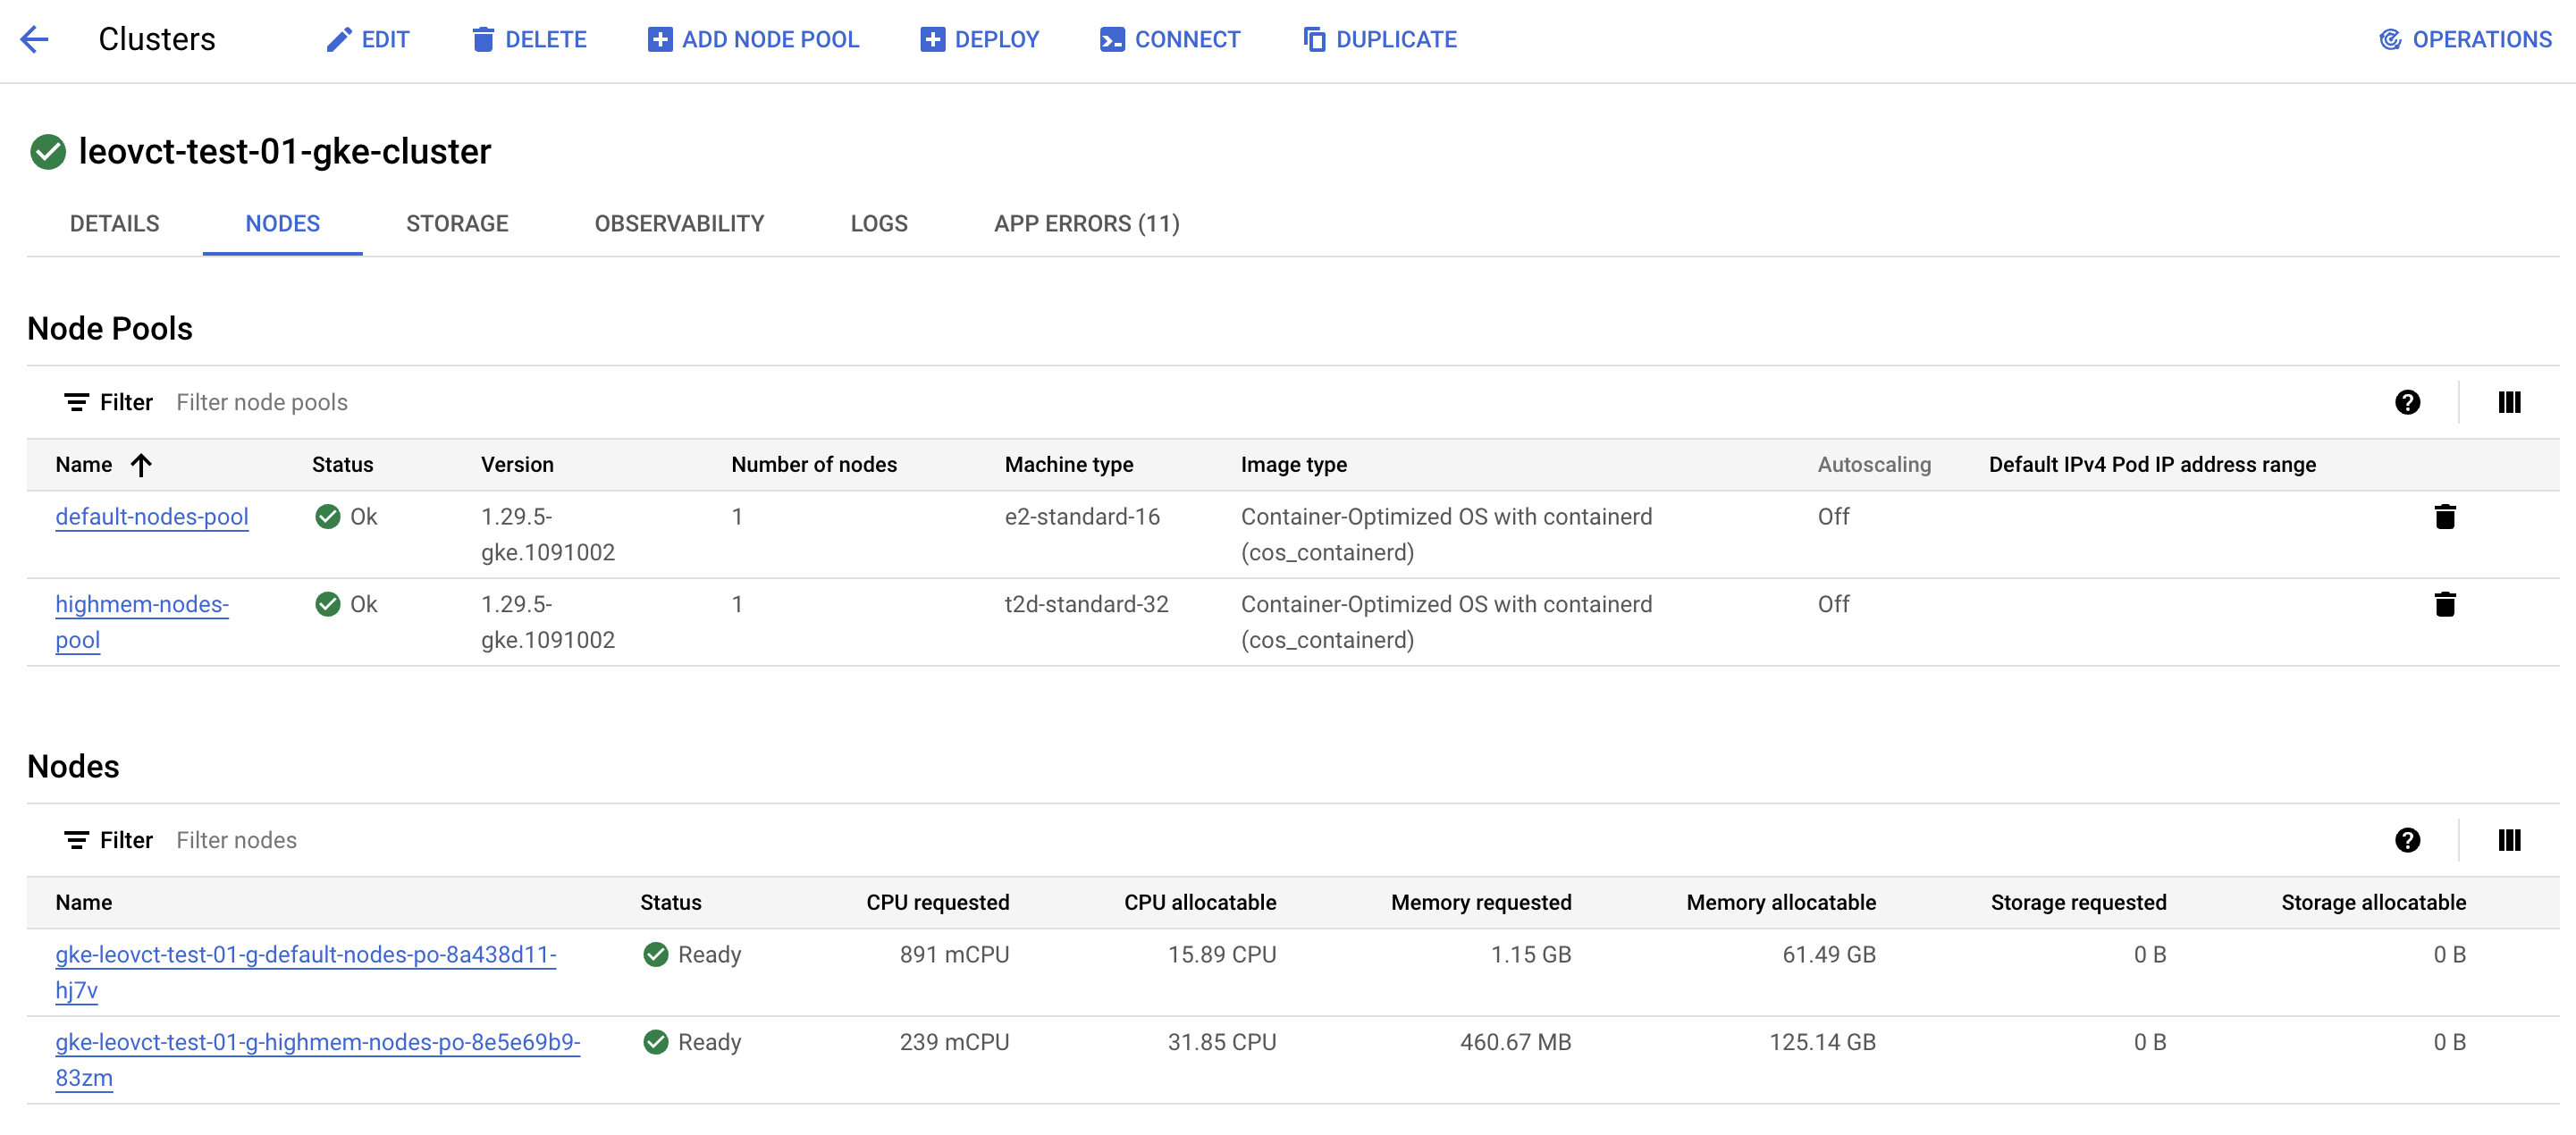 Clusters EDIT DELETE ADD NODE POOL DEPLOY CONNECT DUPLICATE OPERATIONS
leovct-test-01-gke-cluster
DETAILS NODES STORAGE OBSERVABILITY LOGS APP ERRORS (11)
Node Pools
Filter Filter node pools
Name Status Version Number of nodes Machine type Image type Autoscaling Default IPv4 Pod IP address range
default-nodes-pool Ok 1.29.5- 1 e2-standard-16 Container-Optimized OS with containerd Off
gke.1091002 (cos_containerd)
highmem-nodes- Ok 1.29.5- 1 t2d-standard-32 Container-Optimized OS with containerd Off
pool gke.1091002 (cos_containerd)
Nodes
Filter Filter nodes
Name Status CPU requested CPU allocatable Memory requested Memory allocatable Storage requested Storage allocatable
gke-leovct-test-01-g-default-nodes-po-8a438d11- Ready 891 mCPU 15.89 CPU 1.15 GB 61.49 GB 0 B 0 B
hj7v
gke-leovct-test-01-g-highmem-nodes-po-8e5e69b9- Ready 239 mCPU 31.85 CPU 460.67 MB 125.14 GB 0 B 0 B
83zm